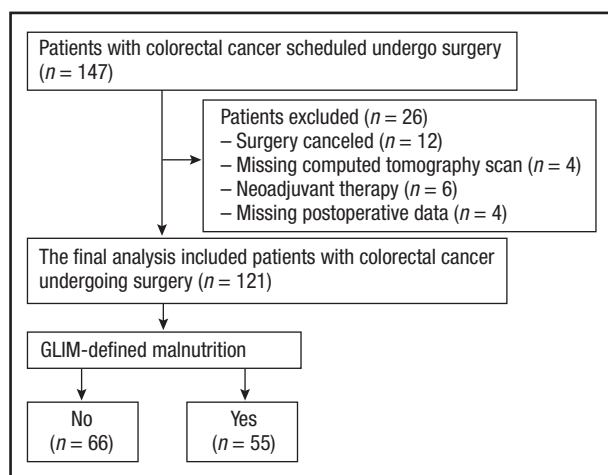 Patients with colorectal cancer scheduled undergo surgery
(n = 147)
Patients excluded (n = 26)
– Surgery canceled (n = 12)
– Missing computed tomography scan (n = 4)
– Neoadjuvant therapy (n = 6)
– Missing postoperative data (n = 4)
The final analysis included patients with colorectal cancer
undergoing surgery (n = 121)
GLIM-defined malnutrition
No
(n = 66)
Yes
(n = 55)